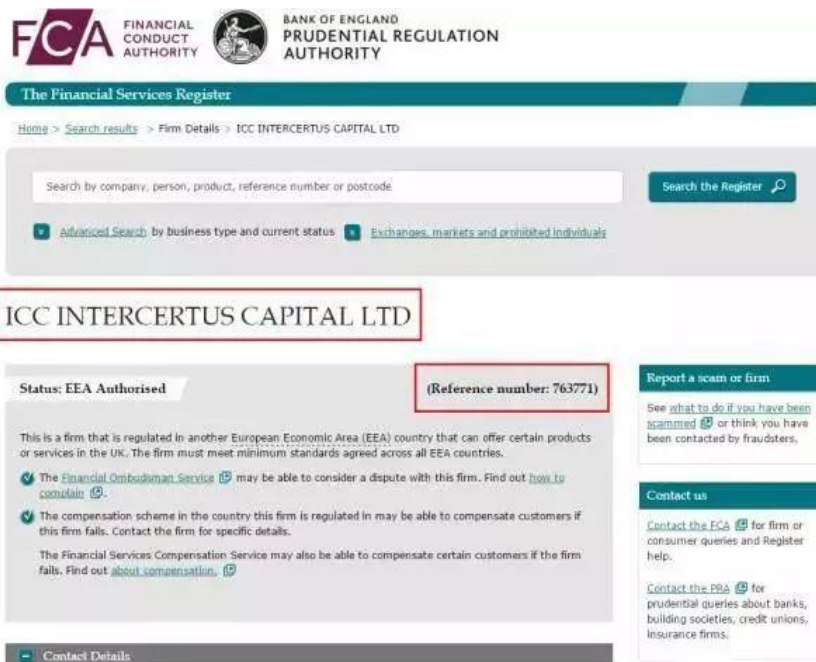 FCA FINANCIAL
CONDUCT
AUTHORITY
BANK OF ENGLAND
PRUDENTIAL REGULATION
AUTHORITY
The Financial Services Register
Home > Search results > Firm Details > ICC INTERCERTUS CAPITAL LTD
Search by company, person, product, reference number or postcode
Search the Register
Advanced Search by business type and current status Exchanges, markets and prohibited individuals
ICC INTERCERTUS CAPITAL LTD
Status: EEA Authorised
(Reference number: 763771)
This is a firm that is regulated in another European Economic Area (EEA) country that can offer certain products
or services in the UK. The firm must meet minimum standards agreed across all EEA countries.
The Financial Ombudsman Service may be able to consider a dispute with this firm. Find out how to
complain.
The compensation scheme in the country this firm is regulated in may be able to compensate customers if
this firm fails. Contact the firm for specific details.
The Financial Services Compensation Service may also be able to compensate certain customers if the firm
fails. Find out about compensation.
Contact Details
Report a scam or firm
See what to do if you have been
scammed or think you have
been contacted by fraudsters.
Contact us
Contact the FCA for firm or
consumer queries and Register
help.
Contact the PRA for
prudential queries about banks,
building societies, credit unions,
insurance firms.